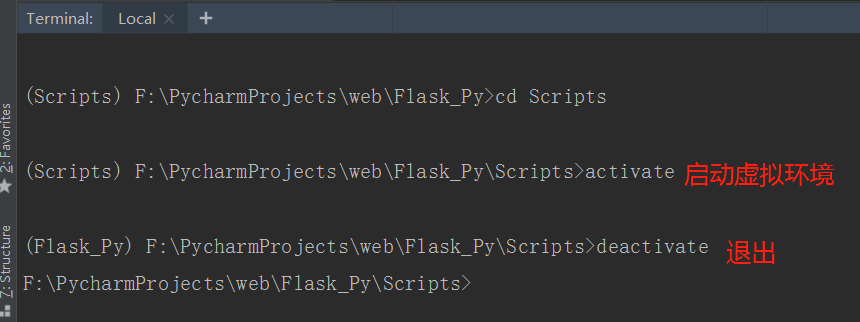 Terminal: Local × +
(Scripts) F:\PycharmProjects\web\Flask_Py>cd Scripts
(Scripts) F:\PycharmProjects\web\Flask_Py\Scripts>activate 启动虚拟环境
(Flask_Py) F:\PycharmProjects\web\Flask_Py\Scripts>deactivate 退出
F:\PycharmProjects\web\Flask_Py\Scripts>
2: Favorites
7: Structure